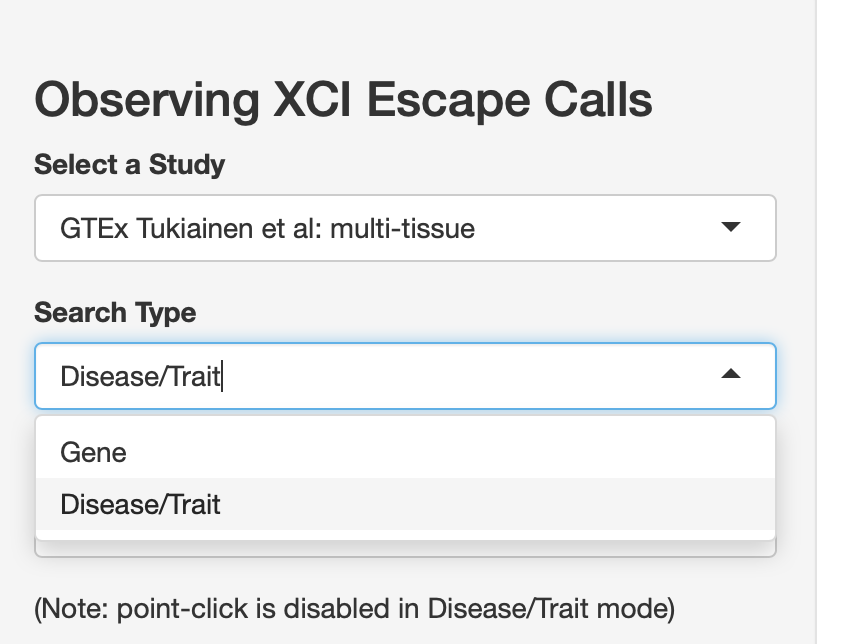 Observing XCI Escape Calls
Select a Study
GTEx Tukiainen et al: multi-tissue
Search Type
Disease/Trait
Gene
Disease/Trait
(Note: point-click is disabled in Disease/Trait mode)